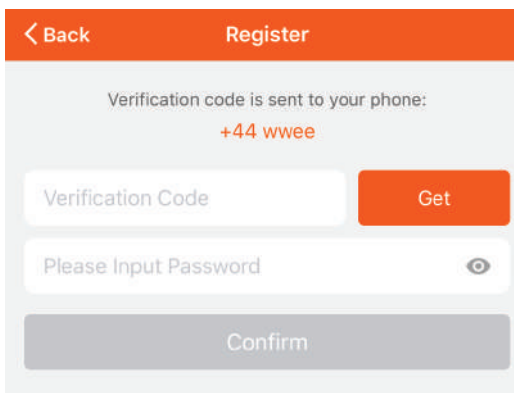 Back
Register
Verification code is sent to your phone:
+44 wwee
Verification Code
Get
Please Input Password
Confirm